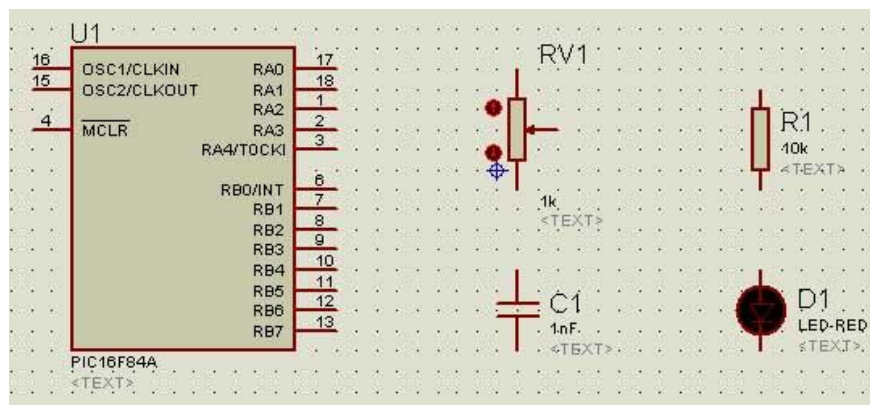 U1
16 OSC1/CLKIN RA0 17
15 OSC2/CLKOUT RA1 18
RA2 1
4 MCLR RA3 2
RA4/T0CKI 3
RB0/INT 6
RB1 7
RB2 8
RB3 9
RB4 10
RB5 11
RB6 12
RB7 13
PIC16F84A
<TEXT>
RV1
1k
<TEXT>
R1
10k
<TEXT>
C1
1nF
<TEXT>
D1
LED-RED
<TEXT>